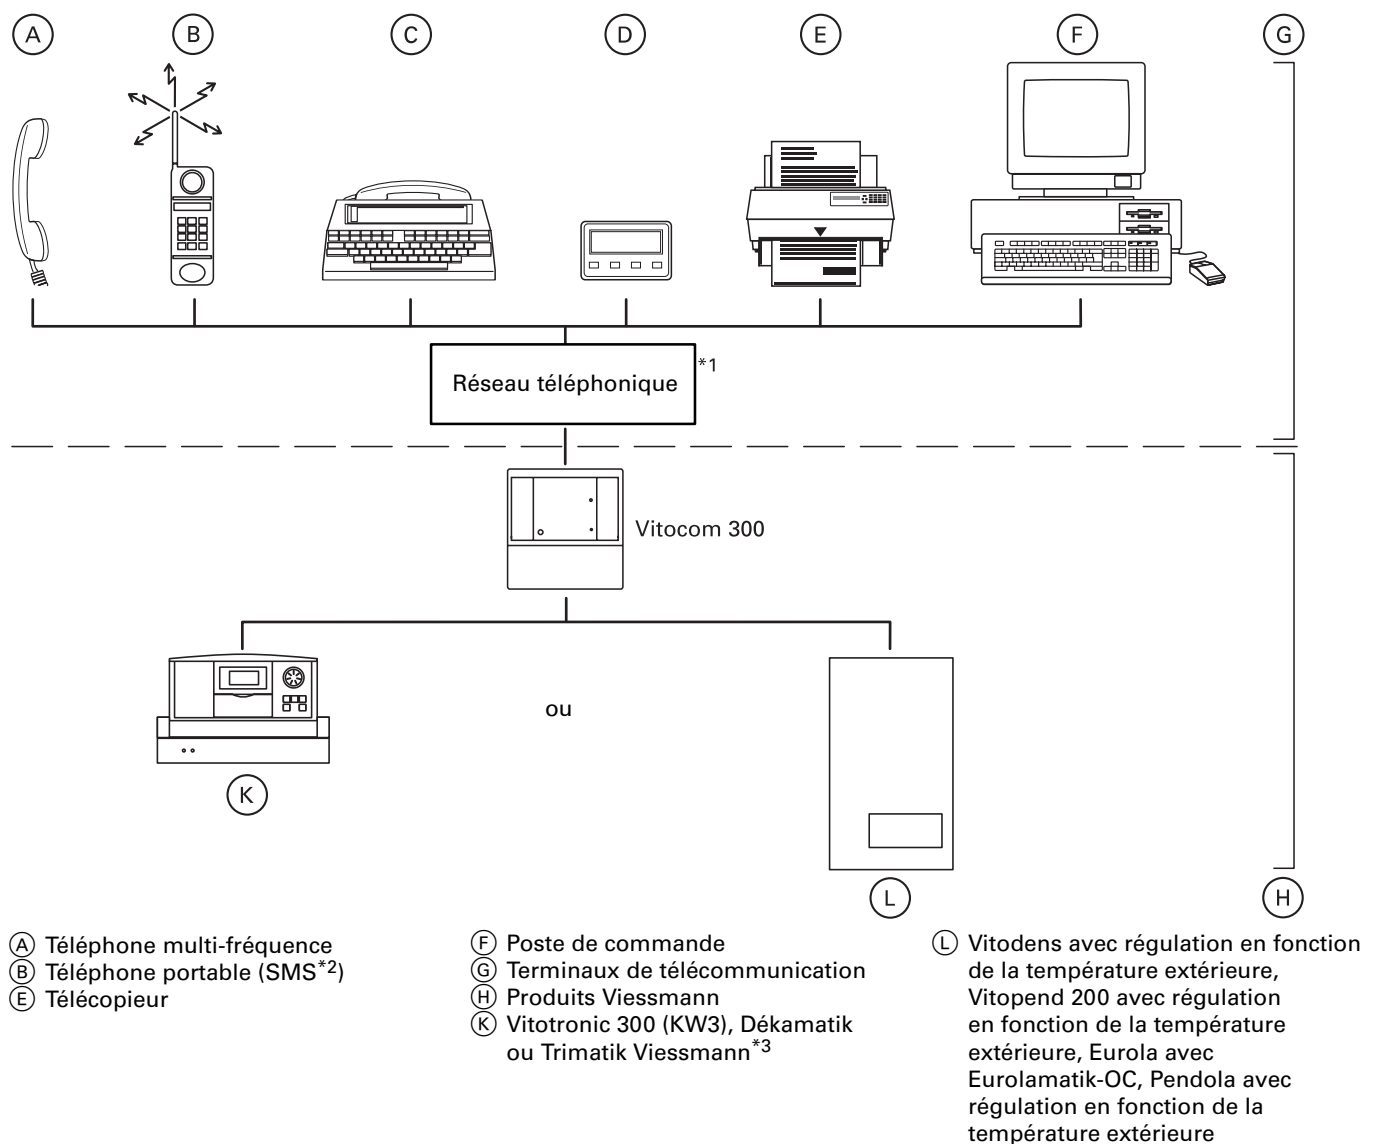 A B C D E F G
Réseau téléphonique *1
Vitocom 300
ou
K
L
H
A Téléphone multi-fréquence
B Téléphone portable (SMS*2)
E Télécopieur
F Poste de commande
G Terminaux de télécommunication
H Produits Viessmann
K Vitotronic 300 (KW3), Dékamatik
ou Trimatik Viessmann*3
L Vitodens avec régulation en fonction
de la température extérieure,
Vitopend 200 avec régulation
en fonction de la température
extérieure, Eurola avec
Eurolamatik-OC, Pendola avec
régulation en fonction de la
température extérieure